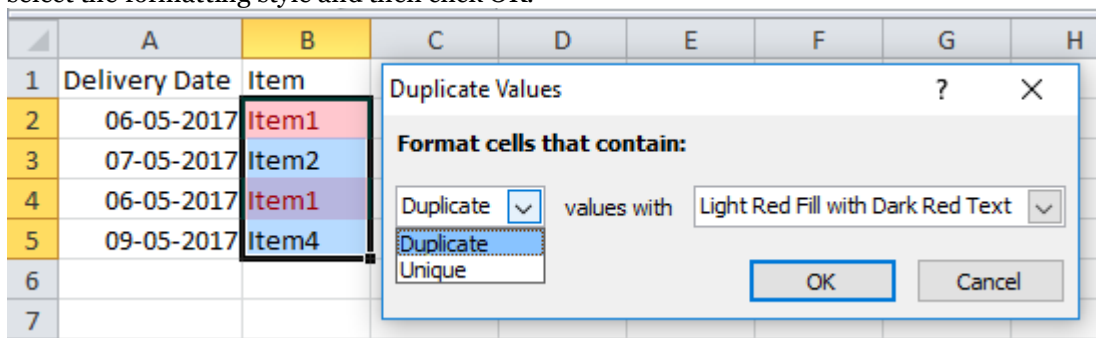 select the formatting style and then click OK.
A B C D E F G H
1 Delivery Date Item
2 06-05-2017 Item1
3 07-05-2017 Item2
4 06-05-2017 Item1
5 09-05-2017 Item4
6
7
Duplicate Values ?
Format cells that contain:
Duplicate values with Light Red Fill with Dark Red Text
Duplicate
Unique
OK Cancel